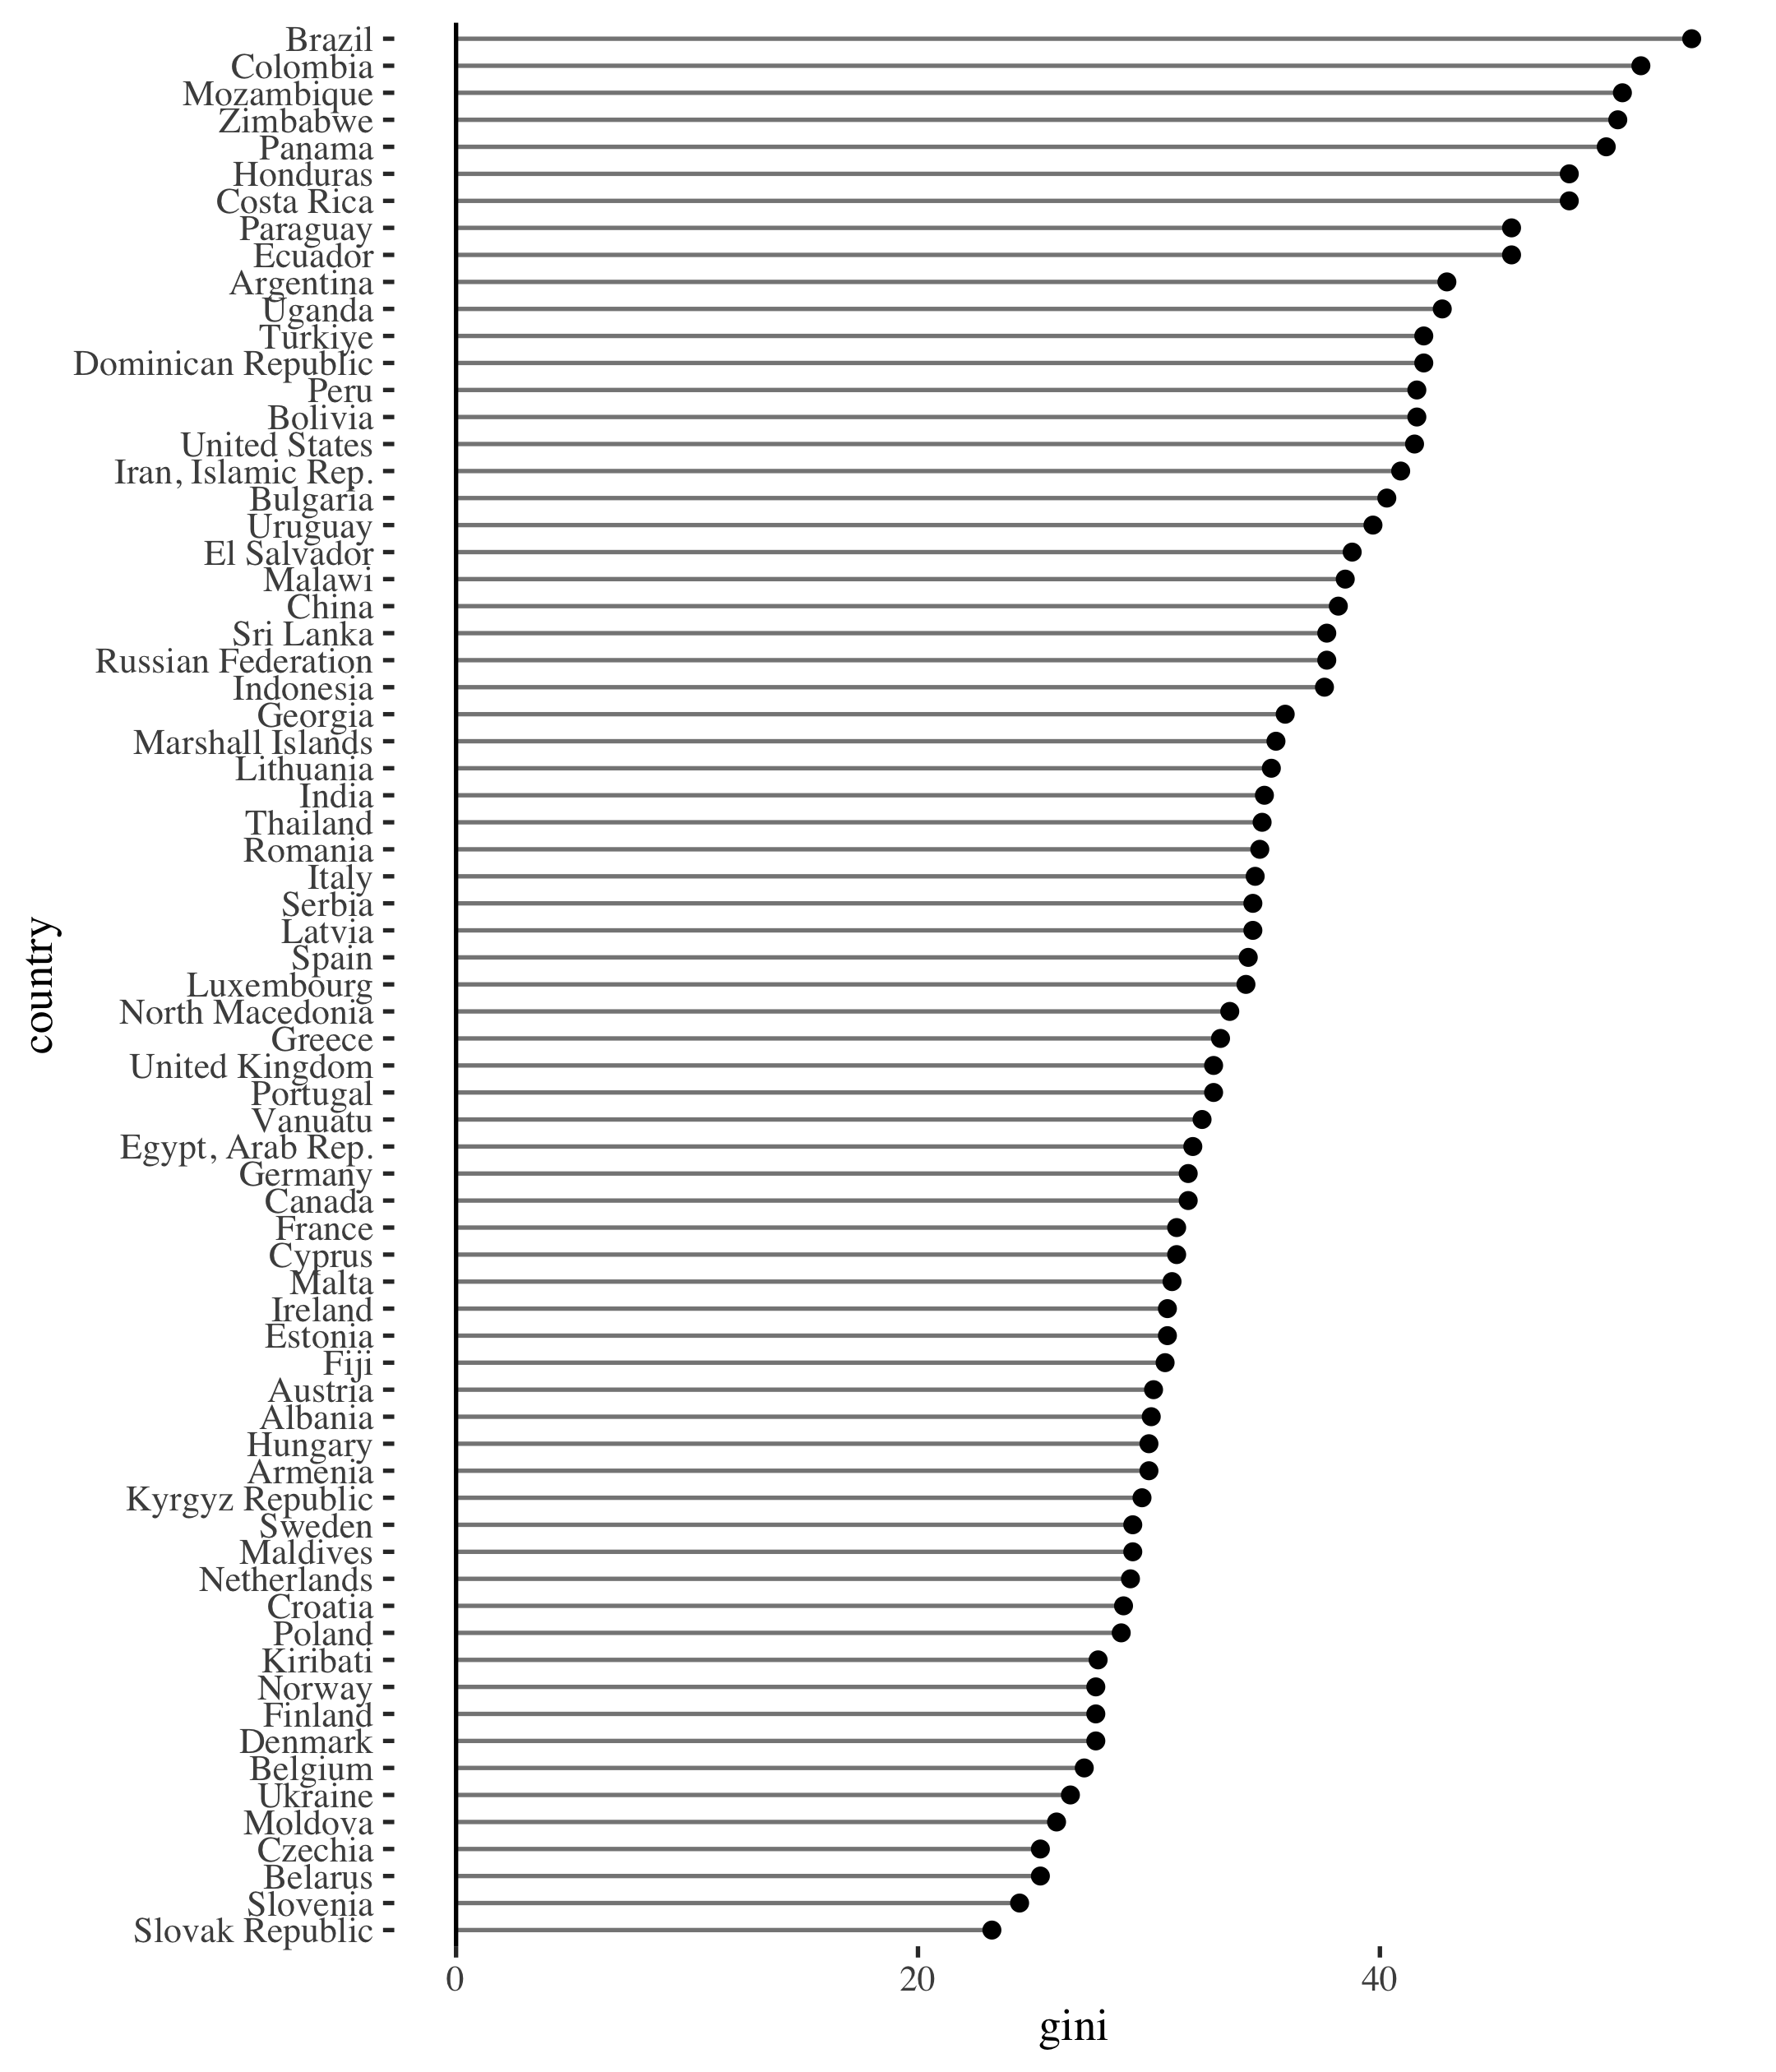 Brazil
Colombia
Mozambique
Zimbabwe
Panama
Honduras
Costa Rica
Paraguay
Ecuador
Argentina
Uganda
Turkiye
Dominican Republic
Peru
Bolivia
United States
Iran, Islamic Rep.
Bulgaria
Uruguay
El Salvador
Malawi
China
Sri Lanka
Russian Federation
Indonesia
Georgia
Marshall Islands
Lithuania
India
Thailand
Romania
Italy
Serbia
Latvia
Spain
Luxembourg
North Macedonia
Greece
United Kingdom
Portugal
Vanuatu
Egypt, Arab Rep.
Germany
Canada
France
Cyprus
Malta
Ireland
Estonia
Fiji
Austria
Albania
Hungary
Armenia
Kyrgyz Republic
Sweden
Maldives
Netherlands
Croatia
Poland
Kiribati
Norway
Finland
Denmark
Belgium
Ukraine
Moldova
Czechia
Belarus
Slovenia
Slovak Republic
country
0 20 40
gini